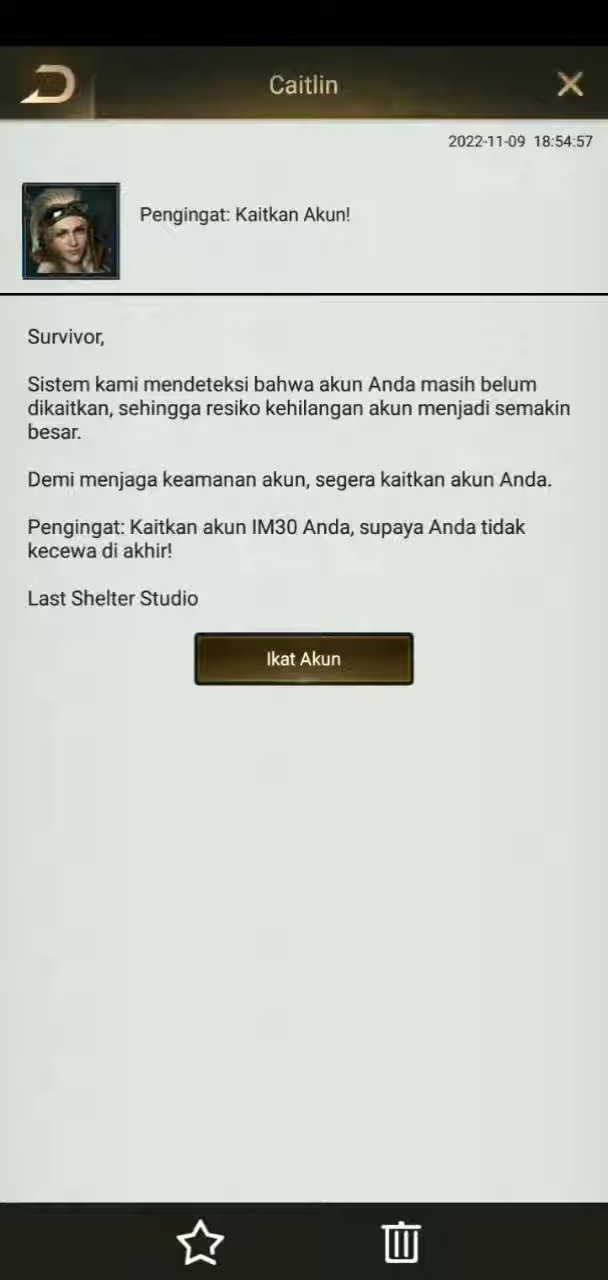 Caitlin
2022-11-09 18:54:57
Pengingat: Kaitkan Akun!
Survivor,
Sistem kami mendeteksi bahwa akun Anda masih belum
dikaitkan, sehingga resiko kehilangan akun menjadi semakin
besar.
Demi menjaga keamanan akun, segera kaitkan akun Anda.
Pengingat: Kaitkan akun IM30 Anda, supaya Anda tidak
kecewa di akhir!
Last Shelter Studio
Ikat Akun